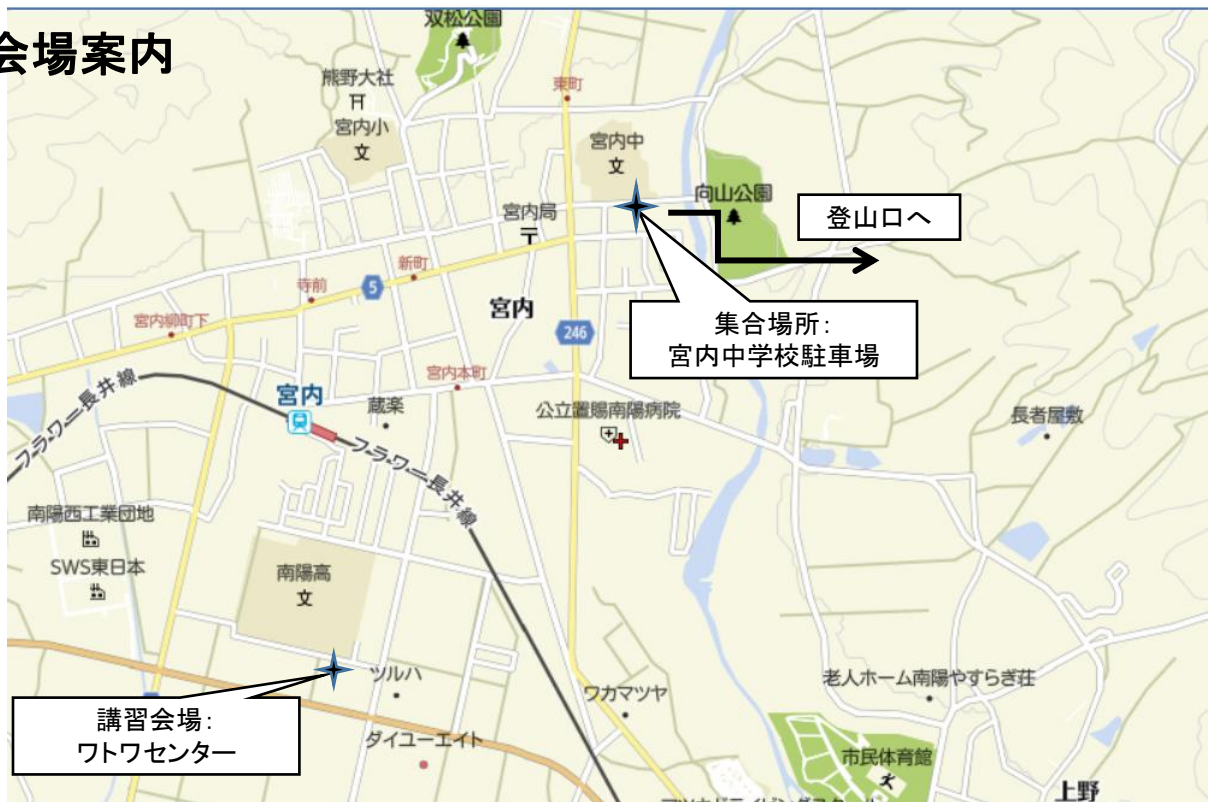 会場案内
双松公園
熊野大社
東町
宮内小
文
宮内中
文
向山公園
登山口へ
宮内局
新町
5
寺前
宮内
集合場所：
宮内中学校駐車場
宮内柳町下
246
宮内本町
フラワー長井線
宮内
蔵楽
公立置賜南陽病院
長者屋敷
フラワー長井線
南陽西工業団地
SWS東日本
南陽高
文
ツルハ
老人ホーム南陽やすらぎ荘
ワカマツヤ
講習会場：
ワトワセンター
ダイユーエイト
市民体育館
上野